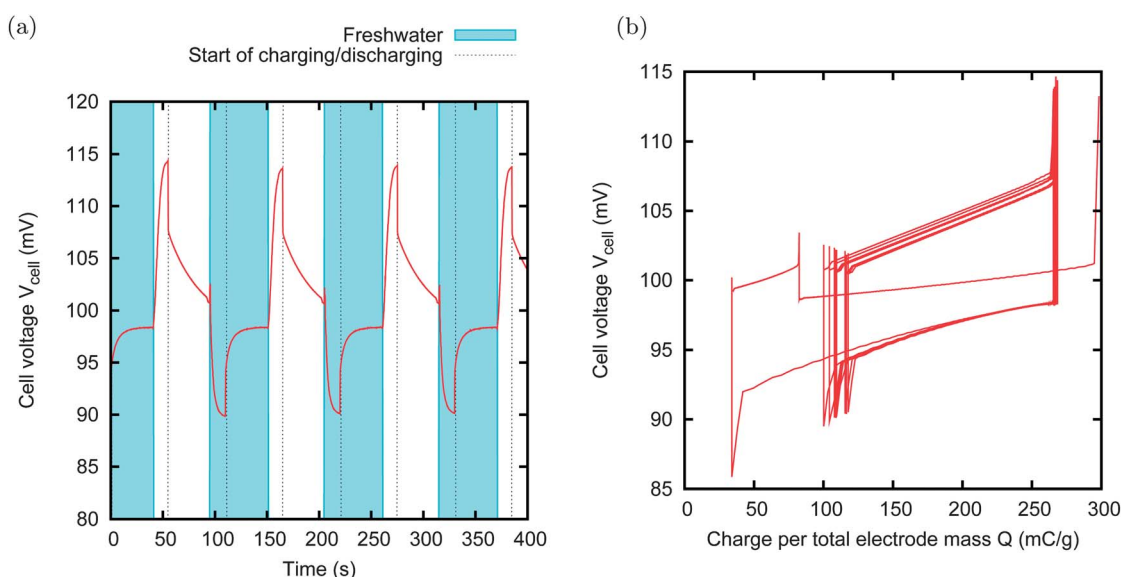 (a)
Freshwater
Start of charging/discharging
120
115
110
105
100
95
90
85
80
Cell voltage Vcell (mV)
0 50 100 150 200 250 300 350 400
Time (s)
(b)
115
110
105
100
95
90
85
Cell voltage Vcell (mV)
0 50 100 150 200 250 300
Charge per total electrode mass Q (mC/g)